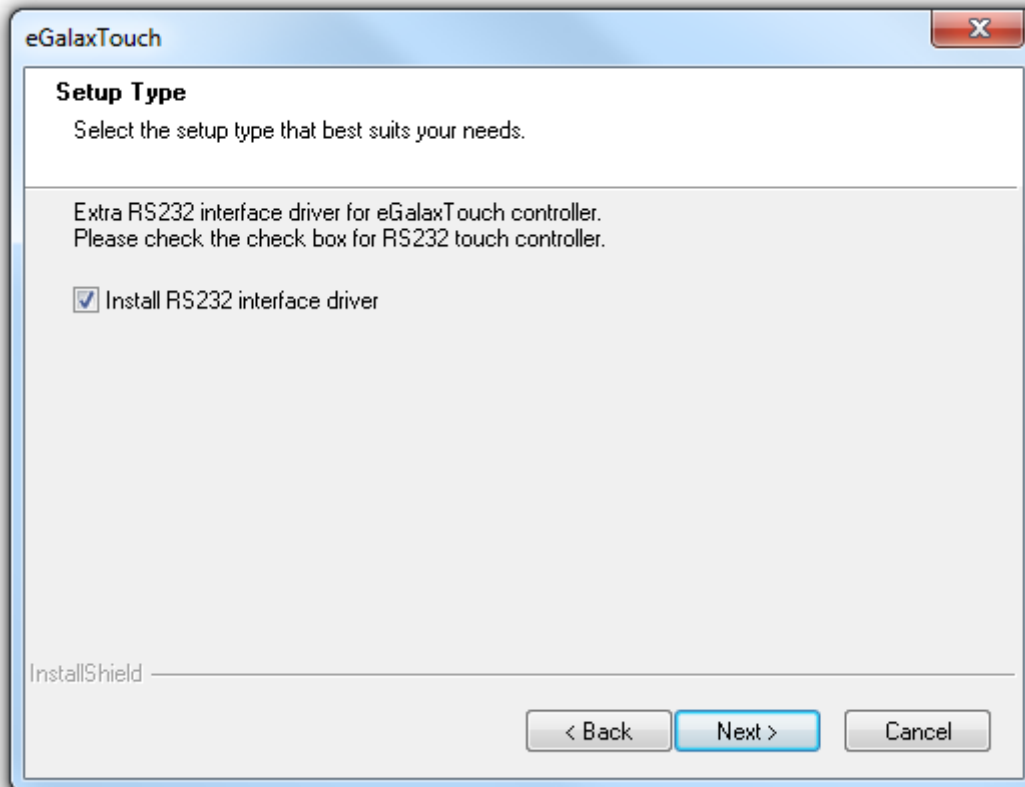 eGalaxTouch
Setup Type
Select the setup type that best suits your needs.
Extra RS232 interface driver for eGalaxTouch controller.
Please check the check box for RS232 touch controller.
Install RS232 interface driver
InstallShield
< Back Next > Cancel